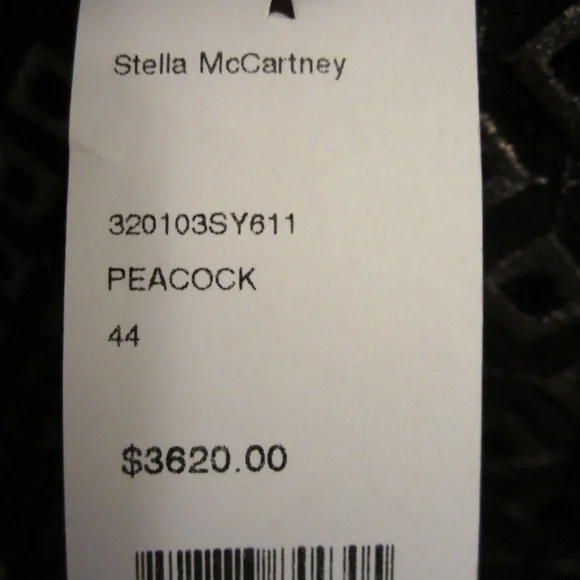 Stella McCartney
320103SY611
PEACOCK
44
$3620.00